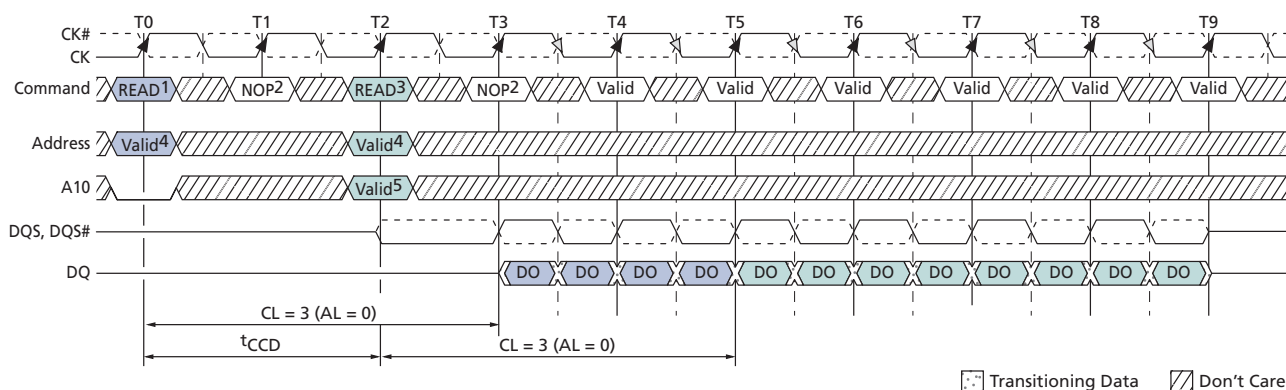 T0 T1 T2 T3 T4 T5 T6 T7 T8 T9
CK#
CK
Command READ1 NOP2 READ3 NOP2 Valid Valid Valid Valid Valid Valid
Address Valid4 Valid4
A10 Valid5
DQS, DQS#
DQ DO DO DO DO DO DO DO DO DO DO DO DO
CL = 3 (AL = 0)
tCCD CL = 3 (AL = 0)
Transitioning Data Don't Care